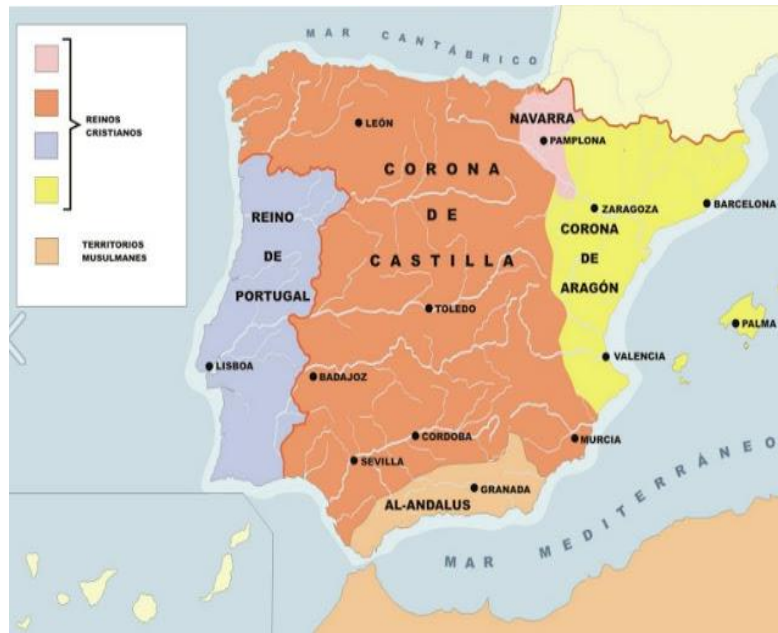 MAR CANTÁBRICO
REINOS
CRISTIANOS
TERRITORIOS
MUSULMANES
NAVARRA
PAMPLONA
LEÓN
CORONA
DE
CASTILLA
ZARAGOZA
BARCELONA
CORONA
DE
ARAGÓN
REINO
DE
PORTUGAL
TOLEDO
PALMA
LISBOA
BADAJOZ
VALENCIA
CORDOBA
MURCIA
SEVILLA
GRANADA
AL-ANDALUS
MAR MEDITERRÁNEO